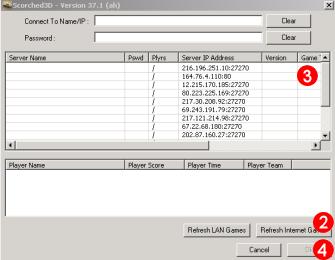 Scorched3D - Version 37.1 (ah)
Connect To Name/IP :
Clear
Password :
Clear
Server Name Pswd Plyrs Server IP Address Version Game
/ 216.196.251.10:27270
/ 164.76.4.110:80
/ 12.215.170.185:27270
/ 80.223.225.169:27270
/ 217.30.208.92:27270
/ 69.243.191.79:27270
/ 217.121.214.98:27270
/ 67.22.68.180:27270
/ 202.87.160.27:27270
3
Player Name Player Score Player Time Player Team
2
Refresh LAN Games Refresh Internet
Cancel
4